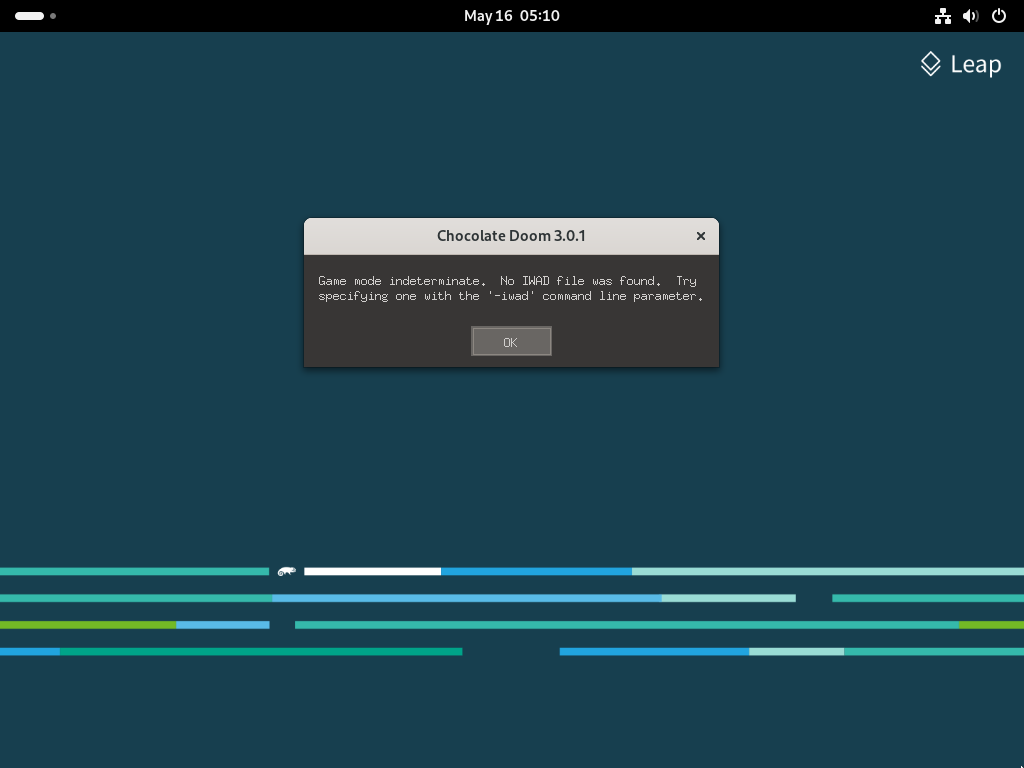 May 16  05:10
Leap
Chocolate Doom 3.0.1
Game mode indeterminate.  No IWAD file was found.  Try
specifying one with the '-iwad' command line parameter.
OK